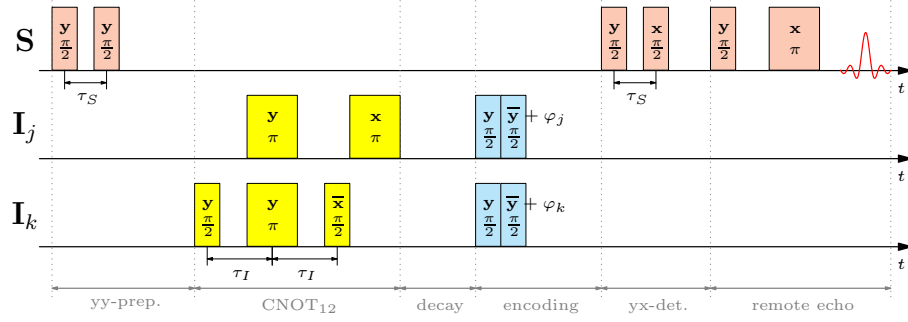 S
y π/2
y π/2
τ_S
y π/2
x π/2
τ_S
y π/2
x π
t
I_j
y π
x π
y π/2
y̅ π/2 + φ_j
t
I_k
y π/2
y π
x̅ π/2
τ_I
τ_I
y π/2
y̅ π/2 + φ_k
t
yy-prep.
CNOT₁₂
decay
encoding
yx-det.
remote echo